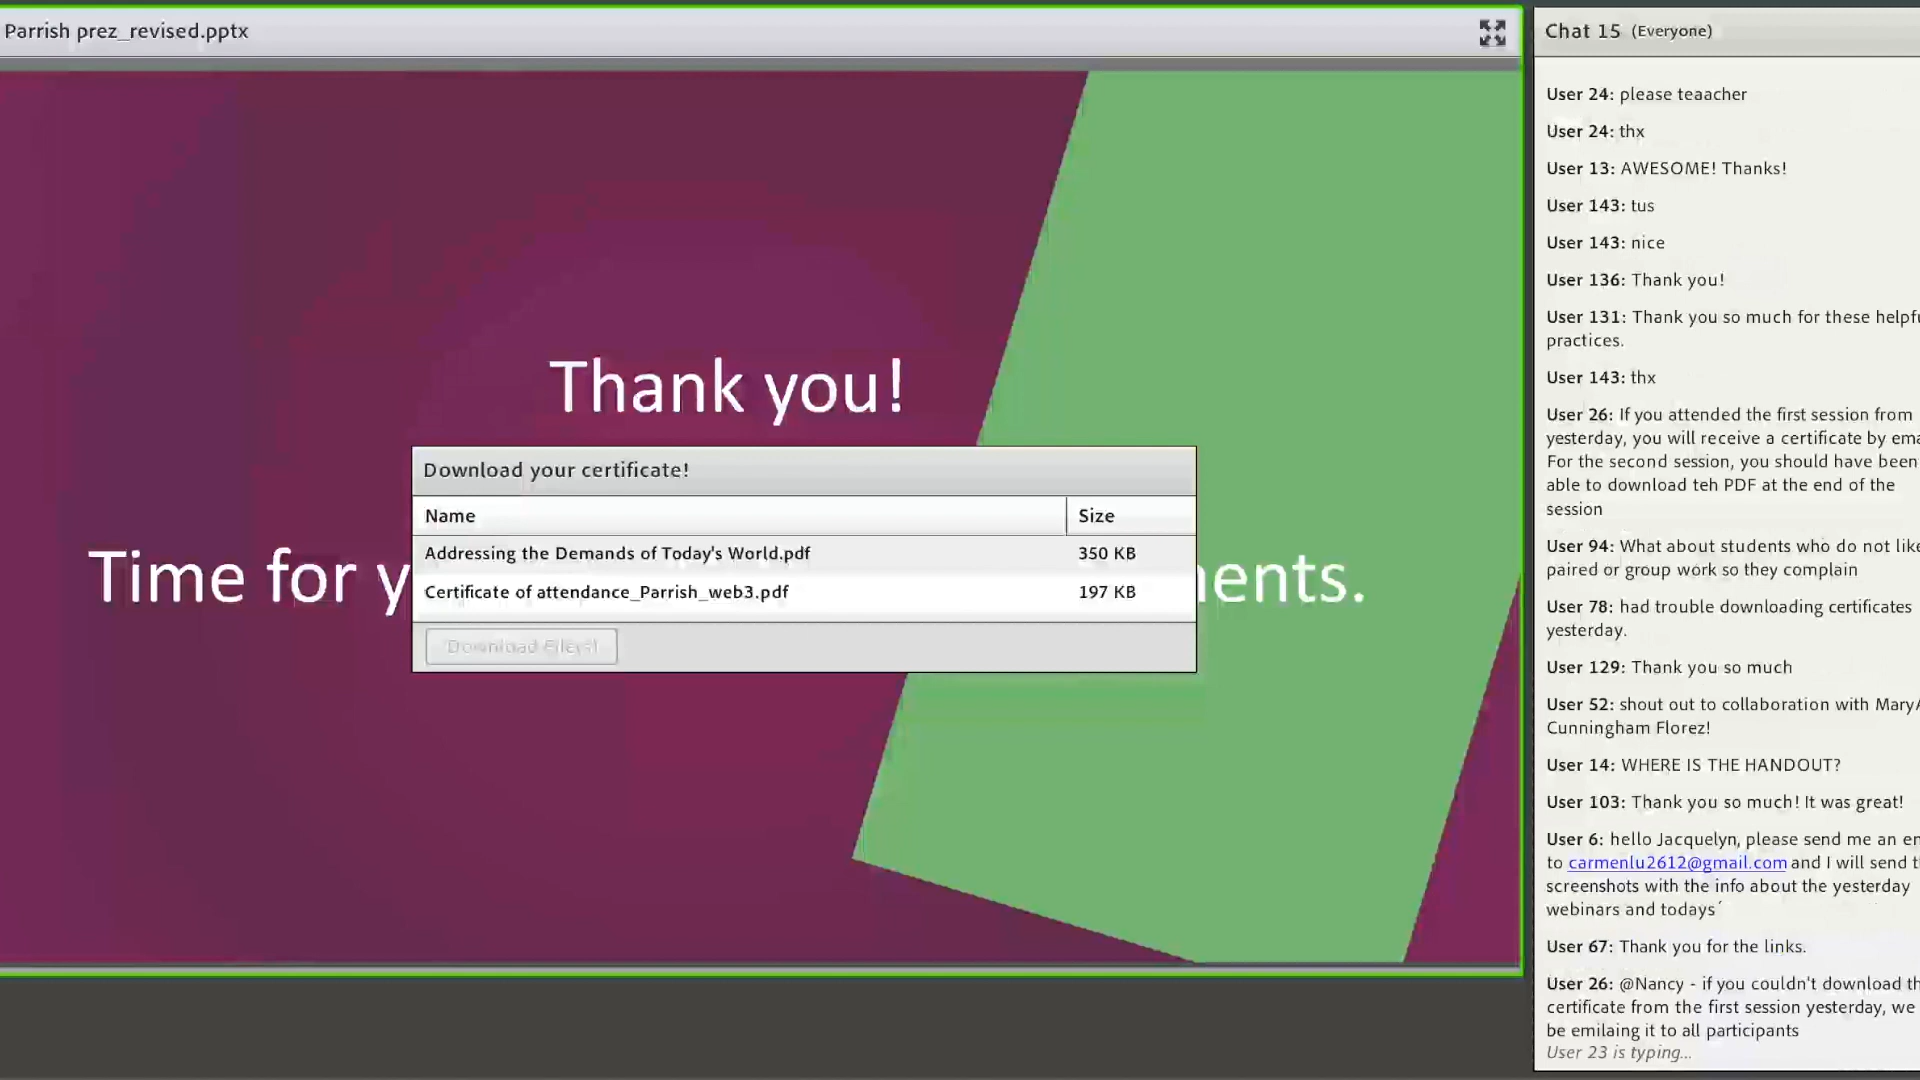 Parrish prez_revised.pptx
Thank you!
Time for y
ents.
Download your certificate!
Name Size
Addressing the Demands of Today's World.pdf 350 KB
Certificate of attendance_Parrish_web3.pdf 197 KB
Download File(s)
Chat 15 (Everyone)
User 24: please teaacher
User 24: thx
User 13: AWESOME! Thanks!
User 143: tus
User 143: nice
User 136: Thank you!
User 131: Thank you so much for these helpfu
practices.
User 143: thx
User 26: If you attended the first session from
yesterday, you will receive a certificate by ema
For the second session, you should have been
able to download teh PDF at the end of the
session
User 94: What about students who do not like
paired or group work so they complain
User 78: had trouble downloading certificates
yesterday.
User 129: Thank you so much
User 52: shout out to collaboration with MaryA
Cunningham Florez!
User 14: WHERE IS THE HANDOUT?
User 103: Thank you so much! It was great!
User 6: hello Jacquelyn, please send me an em
to carmenlu2612@gmail.com and I will send t
screenshots with the info about the yesterday
webinars and todays´
User 67: Thank you for the links.
User 26: @Nancy - if you couldn't download th
certificate from the first session yesterday, we
be emilaing it to all participants
User 23 is typing...